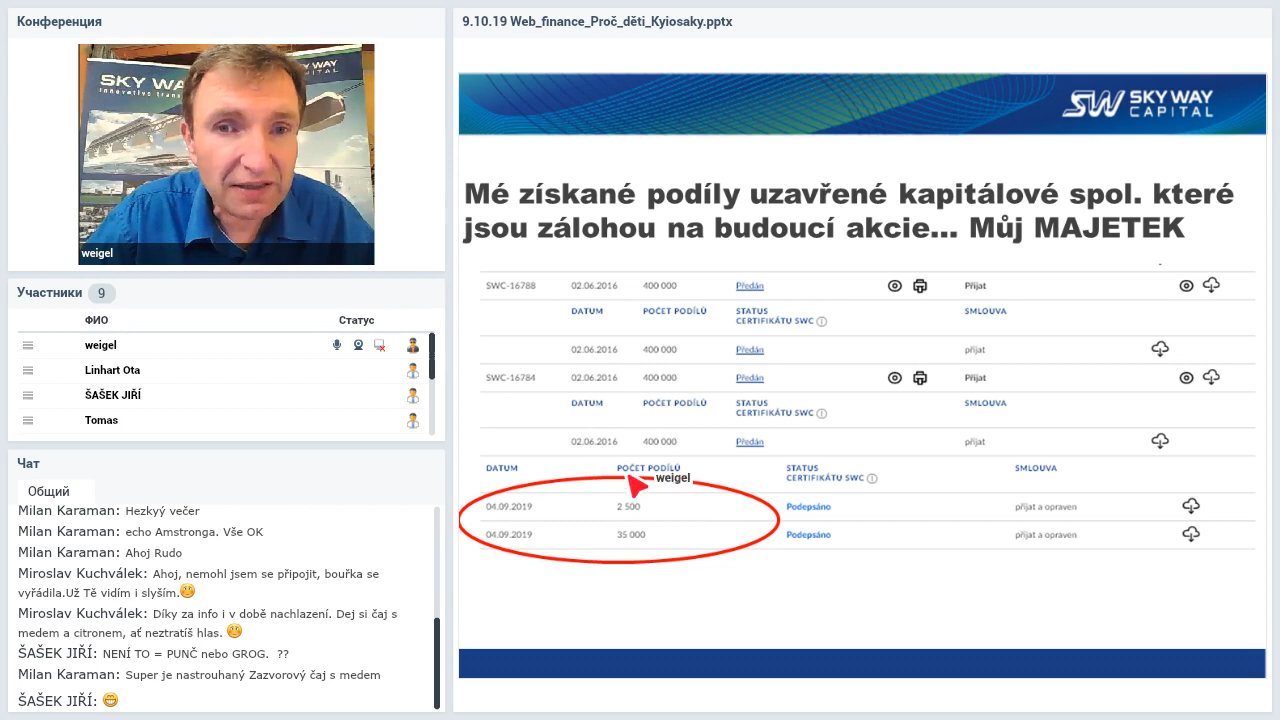 Конференция
SKY WAY
Innovative trans
WAY
CAPITAL
weigel
Участники 9
ФИО Статус
weigel
Linhart Ota
ŠAŠEK JIŘÍ
Tomas
Чат
Общий
Milan Karaman: Hezkyý večer
Milan Karaman: echo Amstronga. Vše OK
Milan Karaman: Ahoj Rudo
Miroslav Kuchválek: Ahoj, nemohl jsem se připojit, bouřka se
vyřádila.Už Tě vidím i slyším.
Miroslav Kuchválek: Díky za info i v době nachlazení. Dej si čaj s
medem a citronem, ať neztratíš hlas.
ŠAŠEK JIŘÍ: NENÍ TO = PUNČ nebo GROG. ??
Milan Karaman: Super je nastrouhaný Zazvorový čaj s medem
ŠAŠEK JIŘÍ:
9.10.19 Web_finance_Proč_děti_Kyiosaky.pptx
SW SKY WAY
CAPITAL
Mé získané podíly uzavřené kapitálové spol. které
jsou zálohou na budoucí akcie... Můj MAJETEK
SWC-16788 02.06.2016 400 000 Předán Přijat
DATUM POČET PODÍLŮ STATUS SMLOUVA
CERTIFIKÁTU SWC
02.06.2016 400 000 Předán přijat
SWC-16784 02.06.2016 400 000 Předán Přijat
DATUM POČET PODÍLŮ STATUS SMLOUVA
CERTIFIKÁTU SWC
02.06.2016 400 000 Předán přijat
DATUM POČET PODÍLŮ STATUS SMLOUVA
CERTIFIKÁTU SWC
weigel
04.09.2019 2 500 Podepsáno přijat a opraven
04.09.2019 35 000 Podepsáno přijat a opraven